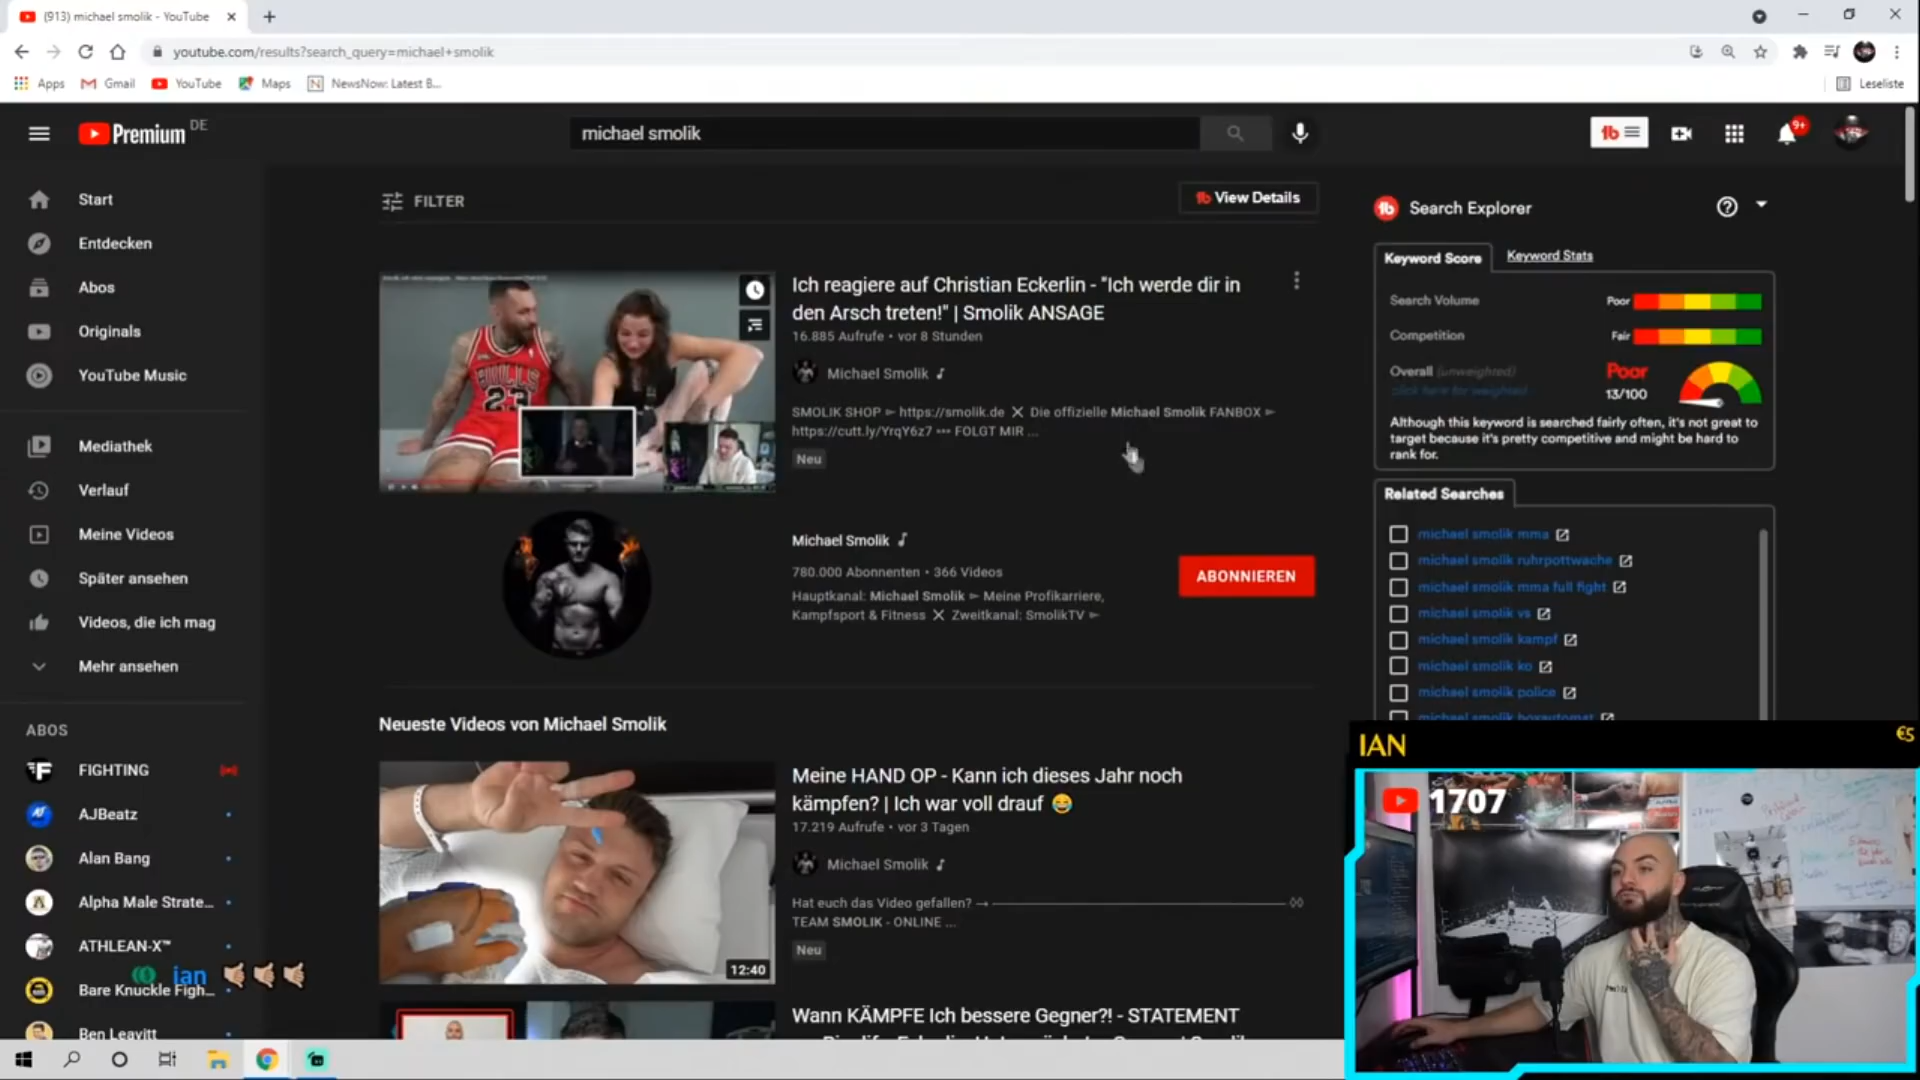 (913) michael smolik - YouTube
youtube.com/results?search_query=michael+smolik
Apps
Gmail
YouTube
Maps
NewsNow: Latest B...
Leseliste
Premium DE
michael smolik
9+
Start
Entdecken
Abos
Originals
YouTube Music
Mediathek
Verlauf
Meine Videos
Später ansehen
Videos, die ich mag
Mehr ansehen
ABOS
FIGHTING
AJBeatz
Alan Bang
Alpha Male Strate...
ATHLEAN-X™
Bare Knuckle Figh...
Ben Leavitt
ian
FILTER
View Details
BULLS
23
Ich reagiere auf Christian Eckerlin - "Ich werde dir in
den Arsch treten!" | Smolik ANSAGE
16.885 Aufrufe • vor 8 Stunden
Michael Smolik
SMOLIK SHOP ► https://smolik.de ✕ Die offizielle Michael Smolik FANBOX ►
https://cutt.ly/YrqY6z7 ••• FOLGT MIR ...
Neu
Michael Smolik
780.000 Abonnenten • 366 Videos
Hauptkanal: Michael Smolik ► Meine Profikarriere,
Kampfsport & Fitness ✕ Zweitkanal: SmolikTV ►
ABONNIEREN
Neueste Videos von Michael Smolik
12:40
Meine HAND OP - Kann ich dieses Jahr noch
kämpfen? | Ich war voll drauf 😂
17.219 Aufrufe • vor 3 Tagen
Michael Smolik
Hat euch das Video gefallen? →
TEAM SMOLIK - ONLINE ...
Neu
Wann KÄMPFE Ich bessere Gegner?! - STATEMENT
Search Explorer
Keyword Score
Keyword Stats
Search Volume
Poor
Competition
Fair
Overall (unweighted)
click here for weighted
Poor
13/100
Although this keyword is searched fairly often, it's not great to
target because it's pretty competitive and might be hard to
rank for.
Related Searches
michael smolik mma
michael smolik ruhrpottwache
michael smolik mma full fight
michael smolik vs
michael smolik kampf
michael smolik ko
michael smolik police
michael smolik boxautomat
IAN
€5
1707